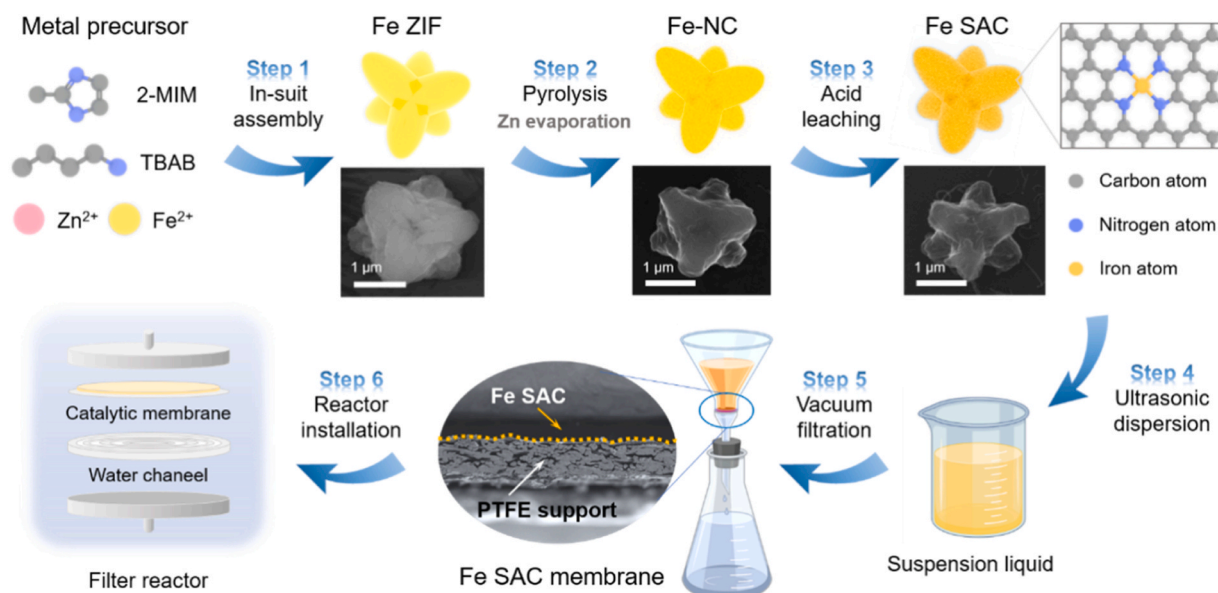 Metal precursor
2-MIM
TBAB
Zn2+
Fe2+
Step 1
In-suit
assembly
Fe ZIF
1 μm
Step 2
Pyrolysis
Zn evaporation
Fe-NC
1 μm
Step 3
Acid
leaching
Fe SAC
1 μm
Carbon atom
Nitrogen atom
Iron atom
Step 4
Ultrasonic
dispersion
Suspension liquid
Step 5
Vacuum
filtration
Fe SAC
PTFE support
Fe SAC membrane
Step 6
Reactor
installation
Catalytic membrane
Water chaneel
Filter reactor